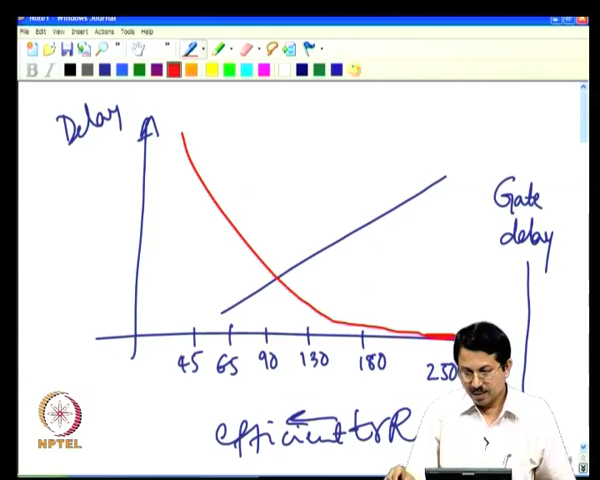 Note1 - Windows Journal
File Edit View Insert Actions Tools Help
B I
Delay
Gate
delay
45 65 90 130 180 250
efficient
NPTEL